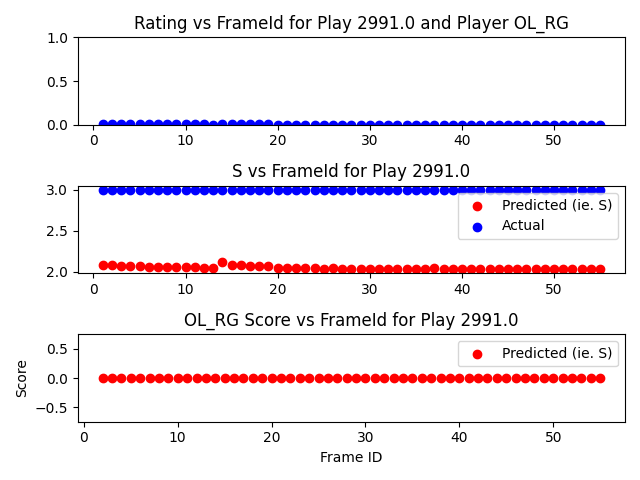 Rating vs FrameId for Play 2991.0 and Player OL_RG
1.0
0.5
0.0
0 10 20 30 40 50
S vs FrameId for Play 2991.0
3.0
2.5
2.0
Predicted (ie. S)
Actual
0 10 20 30 40 50
OL_RG Score vs FrameId for Play 2991.0
Score
0.5
0.0
−0.5
Predicted (ie. S)
0 10 20 30 40 50
Frame ID